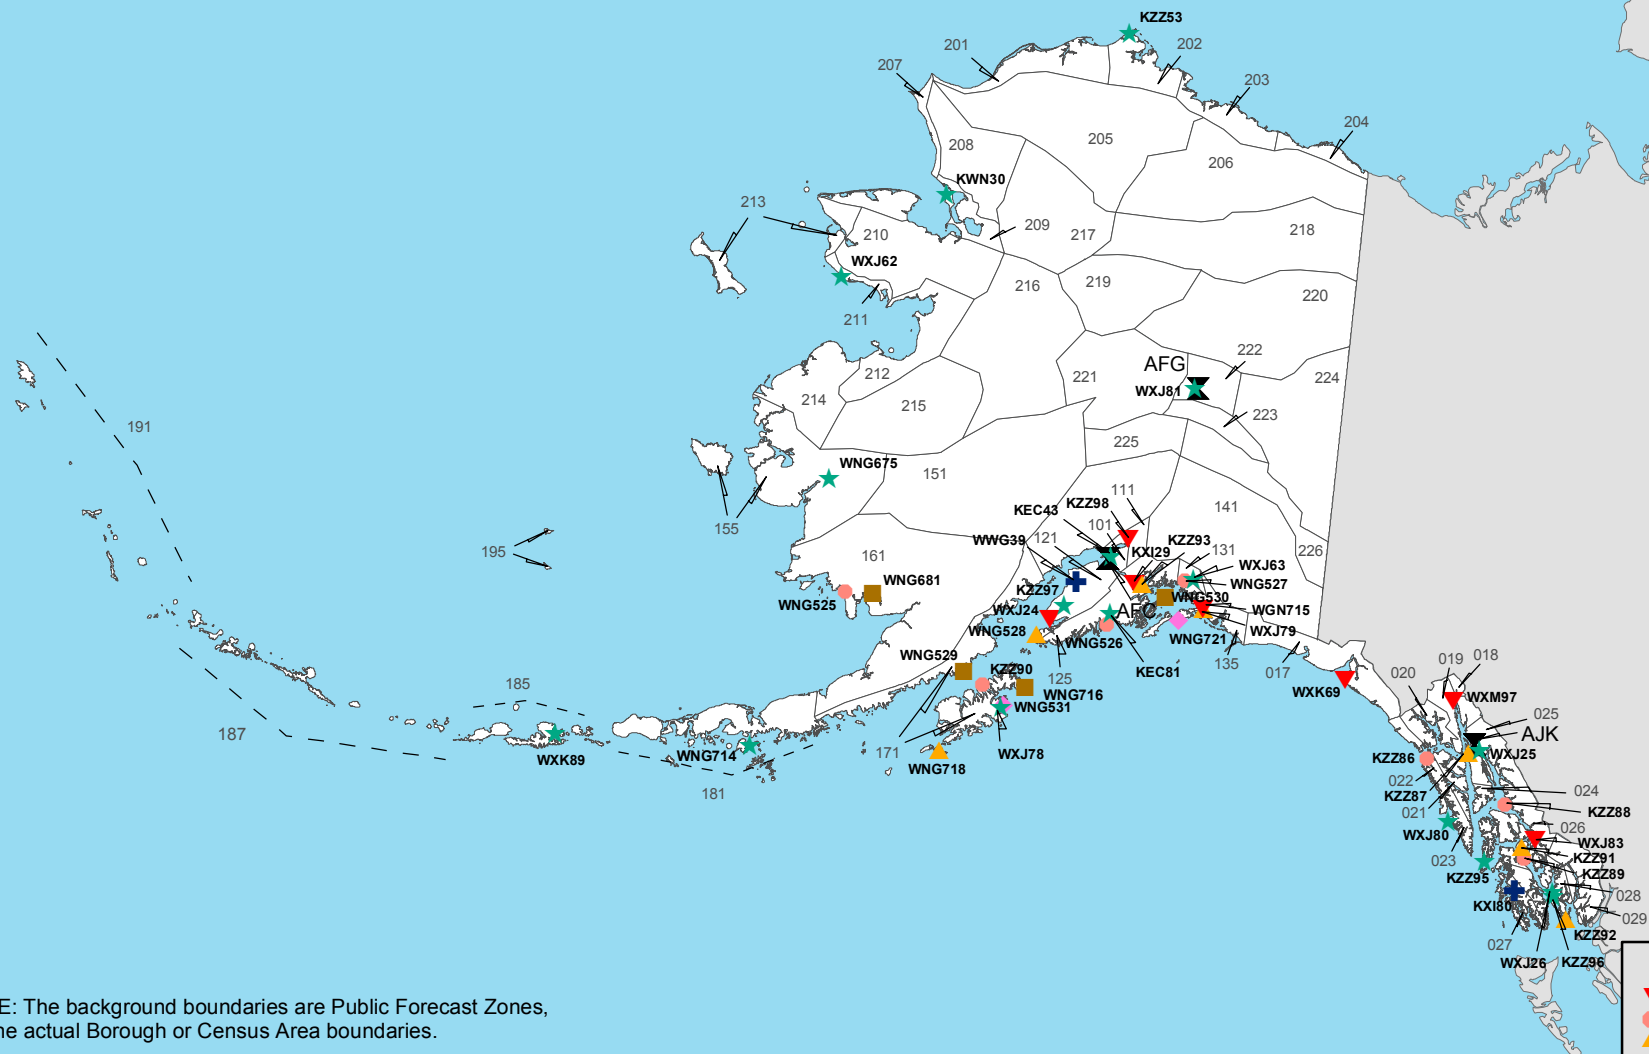 KZZ53
201
202
207
203
204
205
208
206
KWN30
213
209
210
217
218
WXJ62
216
219
220
211
AFG
222
212
221
224
WXJ81
214
215
223
191
225
WNG675
151
111
KZZ98
141
KEC43
101
155
WWG39
121
KZZ93
195
KXI29
131
226
161
WXJ63
WNG681
WNG527
KZZ97
WNG530
WNG525
WXJ24
AFC
WGN715
WNG528
WXJ79
WNG526
WNG721
WNG529
135
017
KEC81
KZZ90
125
019
018
020
WXK69
185
WNG716
WXM97
WNG531
025
187
AJK
171
WXJ78
WXJ25
WNG714
KZZ86
WXK89
WNG718
022
024
181
KZZ87
021
KZZ88
026
WXJ80
WXJ83
023
KZZ91
KZZ95
KZZ89
028
KXI80
029
KZZ92
027
WXJ26
KZZ96
E: The background boundaries are Public Forecast Zones,
he actual Borough or Census Area boundaries.